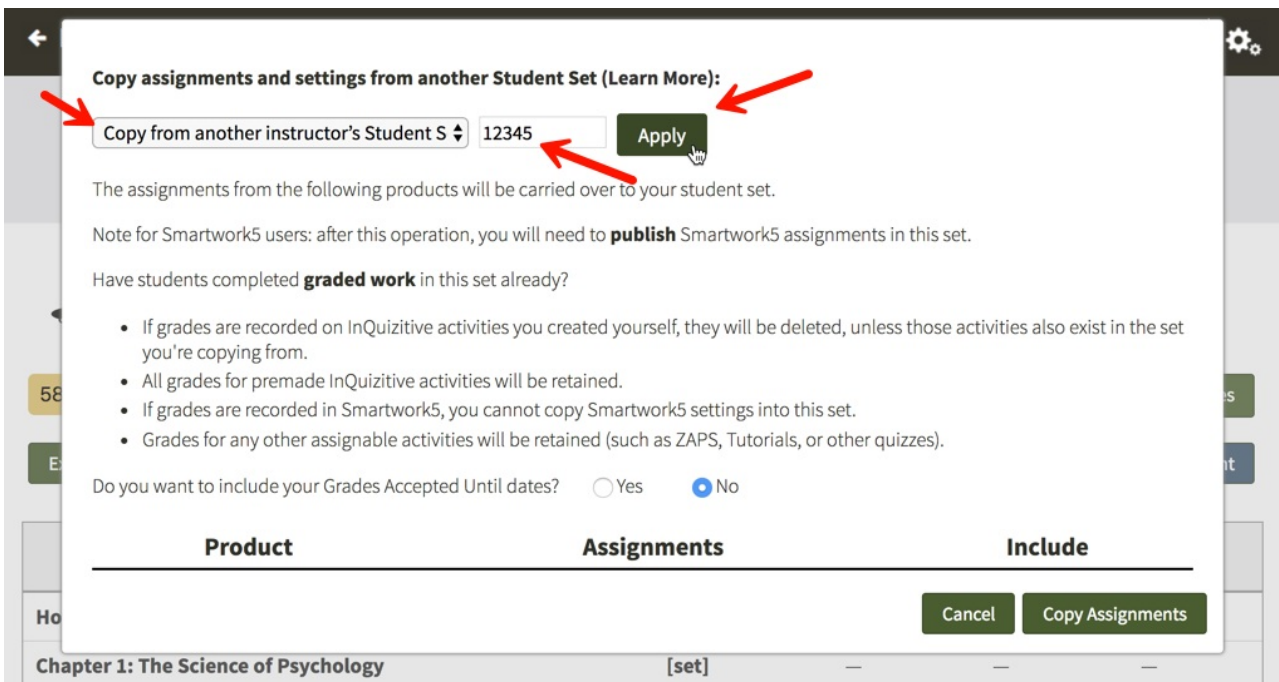 Copy assignments and settings from another Student Set (Learn More):
Copy from another instructor's Student S 12345 Apply
The assignments from the following products will be carried over to your student set.
Note for Smartwork5 users: after this operation, you will need to publish Smartwork5 assignments in this set.
Have students completed graded work in this set already?
• If grades are recorded on InQuizitive activities you created yourself, they will be deleted, unless those activities also exist in the set
you're copying from.
• All grades for premade InQuizitive activities will be retained.
58
• If grades are recorded in Smartwork5, you cannot copy Smartwork5 settings into this set.
• Grades for any other assignable activities will be retained (such as ZAPS, Tutorials, or other quizzes).
Do you want to include your Grades Accepted Until dates? Yes No
Product Assignments Include
Cancel Copy Assignments
Ho
Chapter 1: The Science of Psychology [set] — — —